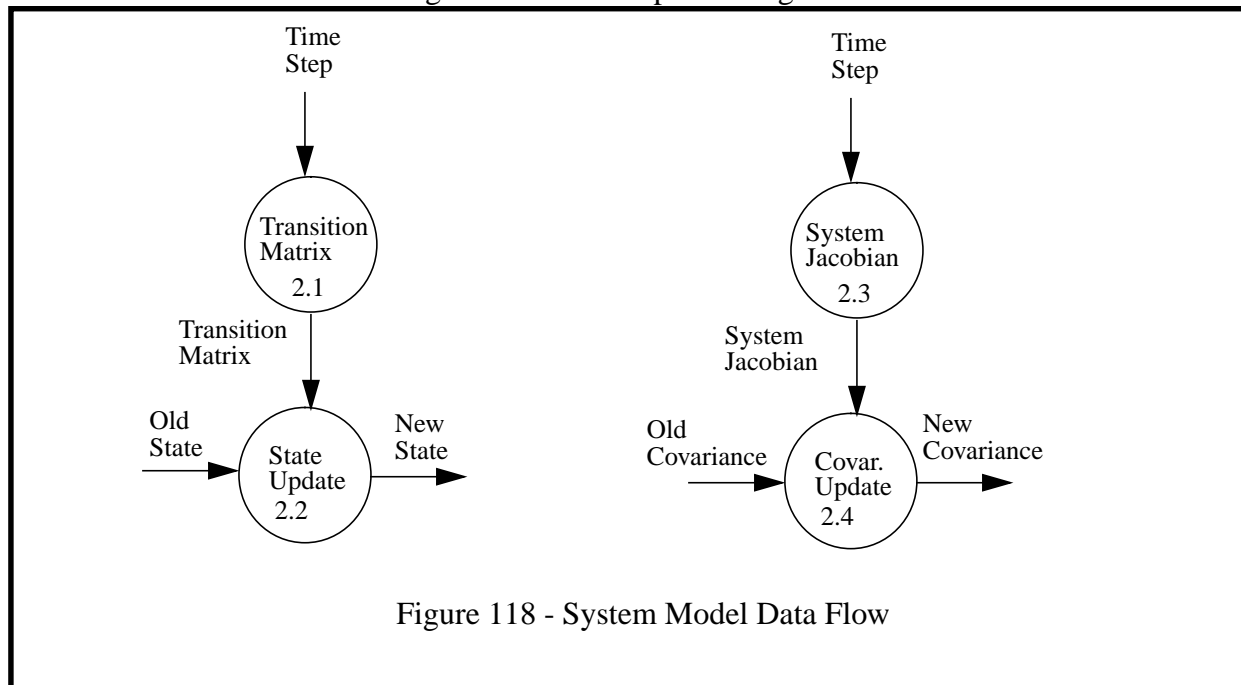 Time
Step
Transition
Matrix
2.1
Transition
Matrix
Old
State
State
Update
2.2
New
State
Time
Step
System
Jacobian
2.3
System
Jacobian
Old
Covariance
Covar.
Update
2.4
New
Covariance
Figure 118 - System Model Data Flow